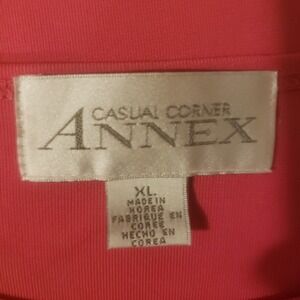 CASUAL CORNER
ANNEX
XL
MADE IN
KOREA
FABRIQUE EN
COREE
HECHO EN
COREA